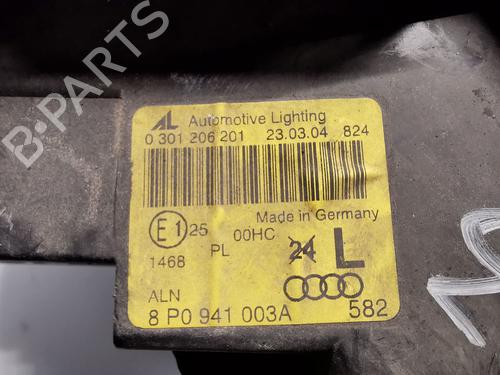 AL Automotive Lighting
0 301 206 201 23.03.04 824
Made in Germany
E1 25 00HC
1468 PL 24 L
ALN
8 P0 941 003A 582
B-PARTS